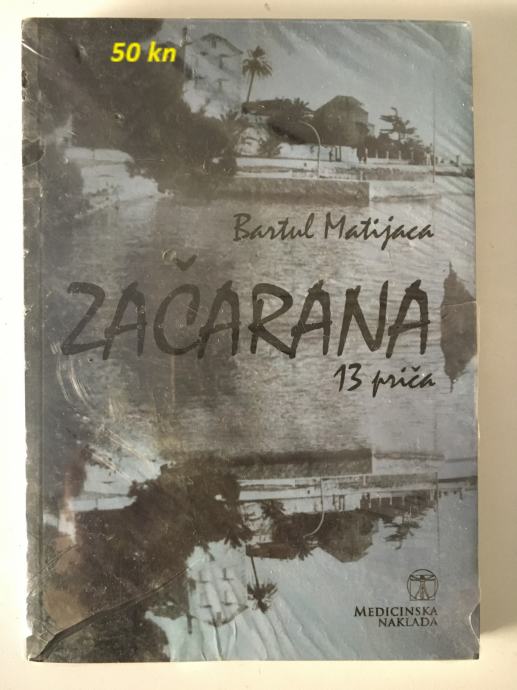 50 kn
Bartul Matijaca
ZAČARANA
13 priča
MEDICINSKA
NAKLADA